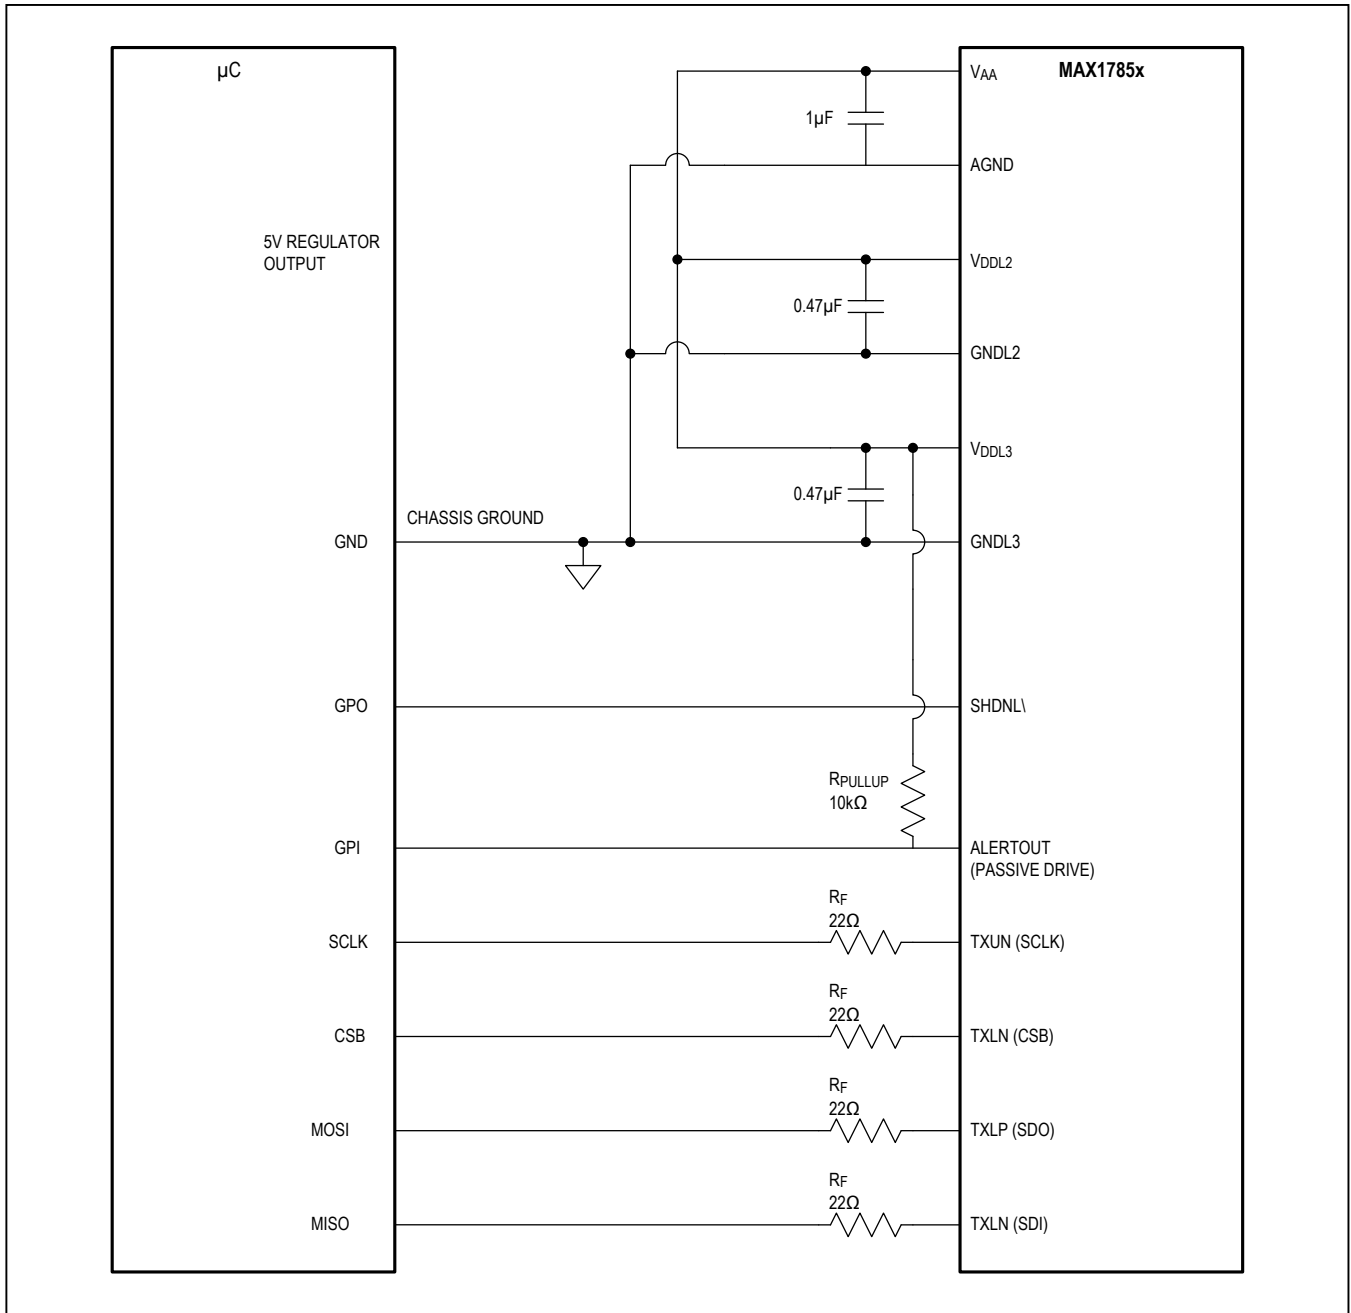 µC
MAX1785x
VAA
1µF
AGND
5V REGULATOR
OUTPUT
VDDL2
0.47µF
GNDL2
VDDL3
0.47µF
CHASSIS GROUND
GND
GNDL3
GPO
SHDNL\
RPULLUP
10kΩ
GPI
ALERTOUT
(PASSIVE DRIVE)
RF
22Ω
SCLK
TXUN (SCLK)
RF
22Ω
CSB
TXLN (CSB)
RF
22Ω
MOSI
TXLP (SDO)
RF
22Ω
MISO
TXLN (SDI)